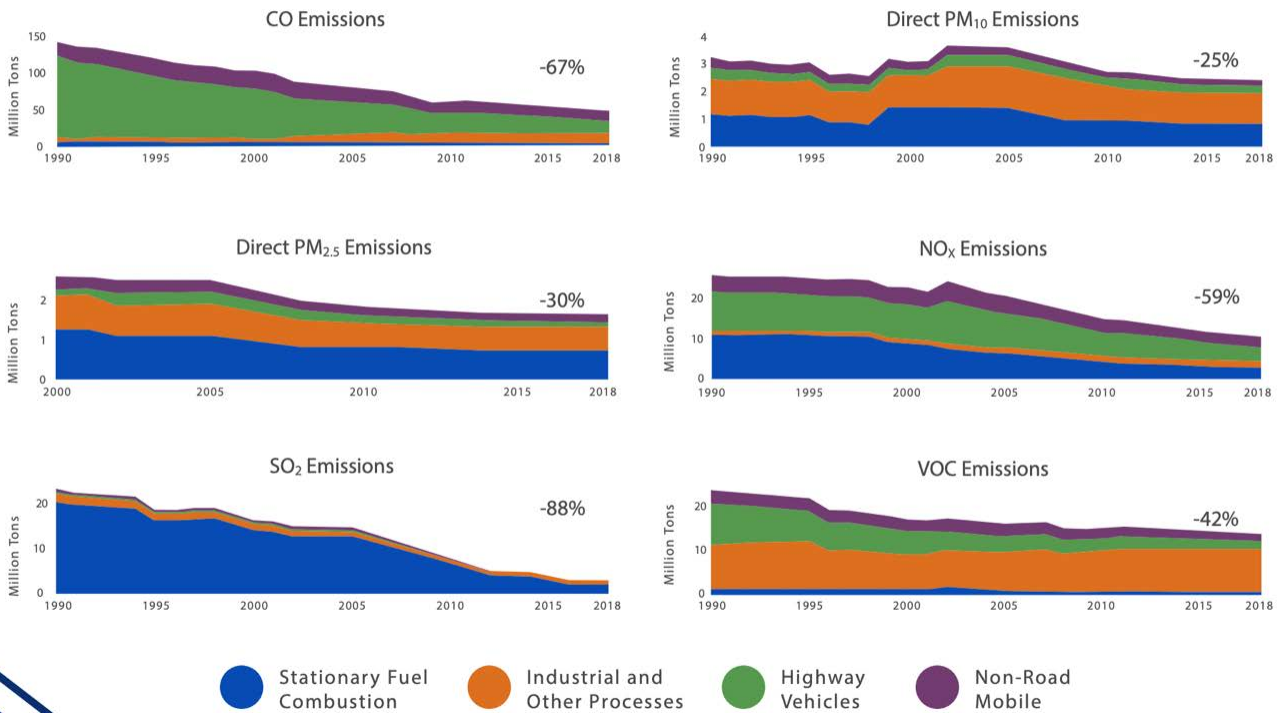 CO Emissions
Million Tons
150
100
50
0
-67%
1990 1995 2000 2005 2010 2015 2018
Direct PM₁₀ Emissions
Million Tons
4
3
2
1
0
-25%
1990 1995 2000 2005 2010 2015 2018
Direct PM₂.₅ Emissions
Million Tons
2
1
0
-30%
2000 2005 2010 2015 2018
NOₓ Emissions
Million Tons
20
10
0
-59%
1990 1995 2000 2005 2010 2015 2018
SO₂ Emissions
Million Tons
20
10
0
-88%
1990 1995 2000 2005 2010 2015 2018
VOC Emissions
Million Tons
20
10
0
-42%
1990 1995 2000 2005 2010 2015 2018
Stationary Fuel
Combustion
Industrial and
Other Processes
Highway
Vehicles
Non-Road
Mobile